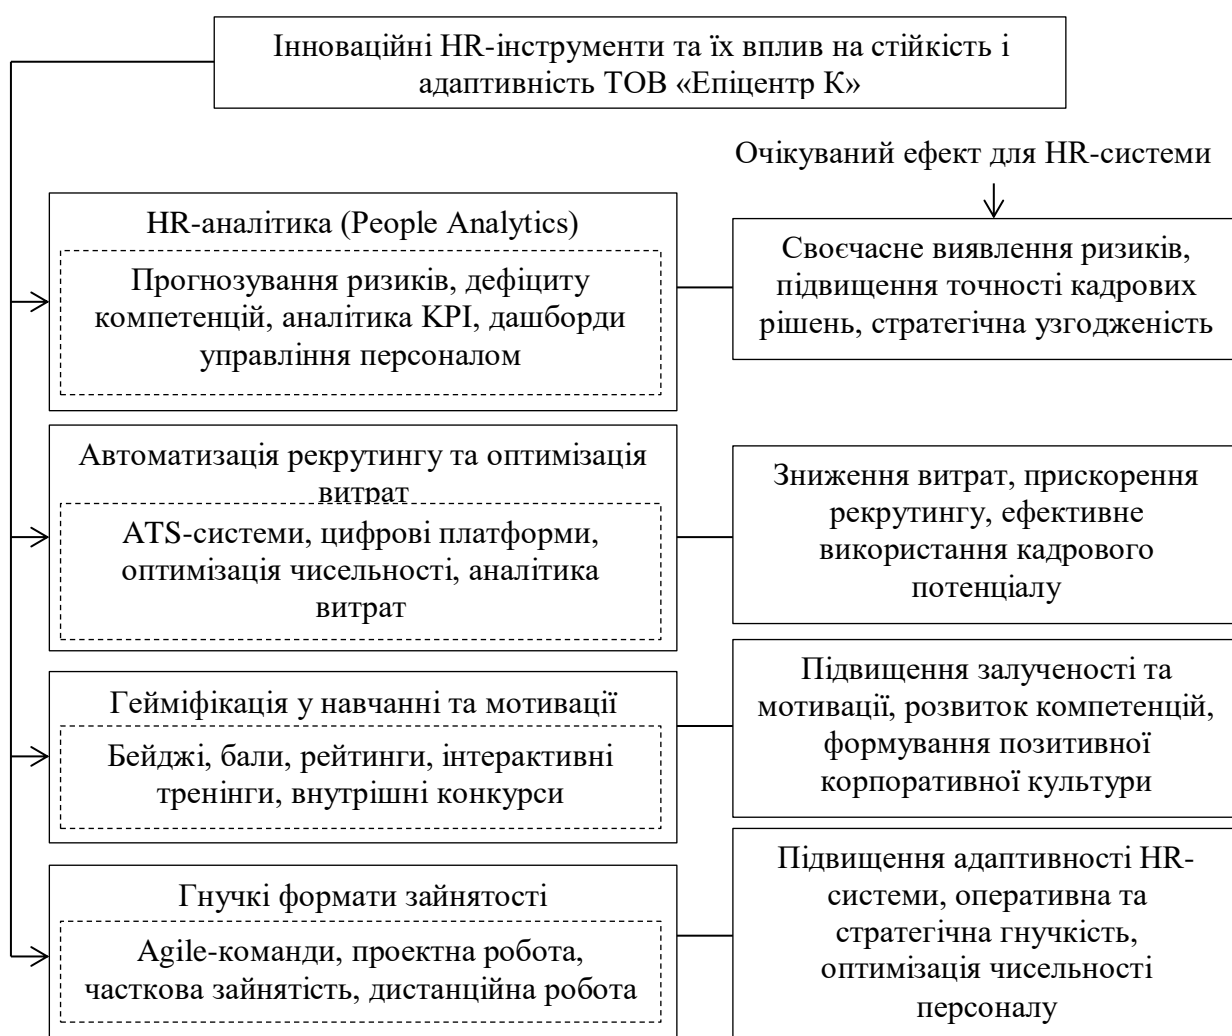 Інноваційні HR-інструменти та їх вплив на стійкість і
адаптивність ТОВ «Епіцентр К»
Очікуваний ефект для HR-системи
HR-аналітика (People Analytics)
Прогнозування ризиків, дефіциту
компетенцій, аналітика KPI, дашборди
управління персоналом
Своєчасне виявлення ризиків,
підвищення точності кадрових
рішень, стратегічна узгодженість
Автоматизація рекрутингу та оптимізація
витрат
ATS-системи, цифрові платформи,
оптимізація чисельності, аналітика
витрат
Зниження витрат, прискорення
рекрутингу, ефективне
використання кадрового
потенціалу
Гейміфікація у навчанні та мотивації
Бейджі, бали, рейтинги, інтерактивні
тренінги, внутрішні конкурси
Підвищення залученості та
мотивації, розвиток компетенцій,
формування позитивної
корпоративної культури
Гнучкі формати зайнятості
Agile-команди, проектна робота,
часткова зайнятість, дистанційна робота
Підвищення адаптивності HR-
системи, оперативна та
стратегічна гнучкість,
оптимізація чисельності
персоналу